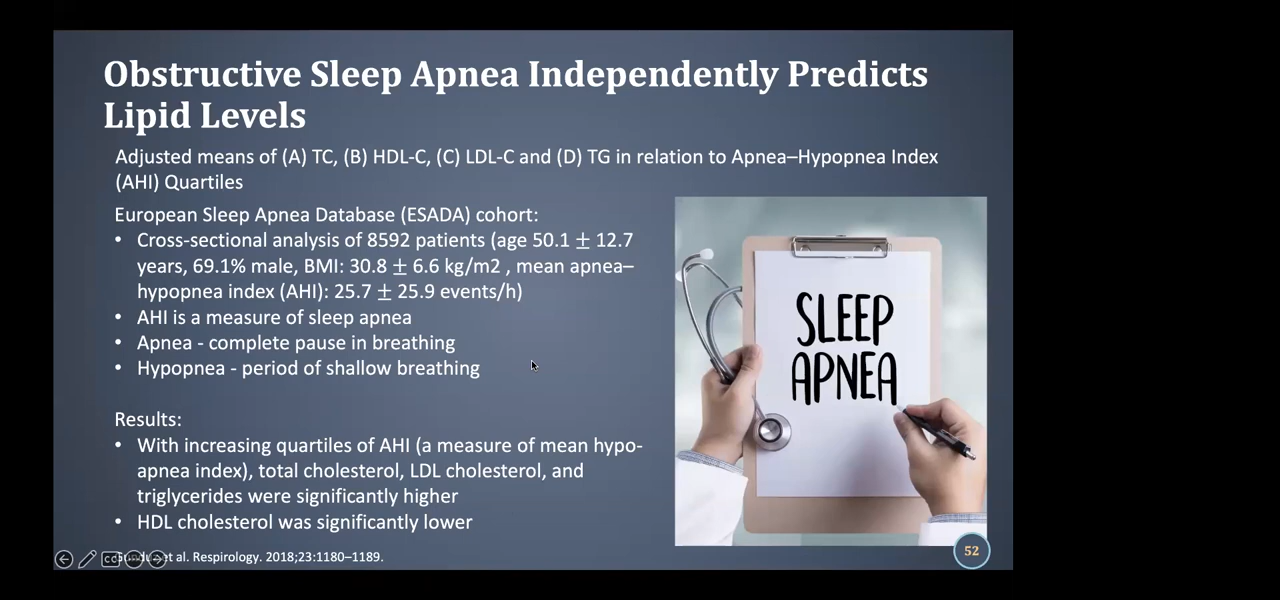 Obstructive Sleep Apnea Independently Predicts
Lipid Levels
Adjusted means of (A) TC, (B) HDL-C, (C) LDL-C and (D) TG in relation to Apnea–Hypopnea Index
(AHI) Quartiles
European Sleep Apnea Database (ESADA) cohort:
• Cross-sectional analysis of 8592 patients (age 50.1 ± 12.7
years, 69.1% male, BMI: 30.8 ± 6.6 kg/m2 , mean apnea–
hypopnea index (AHI): 25.7 ± 25.9 events/h)
• AHI is a measure of sleep apnea
• Apnea - complete pause in breathing
• Hypopnea - period of shallow breathing
Results:
• With increasing quartiles of AHI (a measure of mean hypo-
apnea index), total cholesterol, LDL cholesterol, and
triglycerides were significantly higher
• HDL cholesterol was significantly lower
SLEEP
APNEA
et al. Respirology. 2018;23:1180–1189.
52